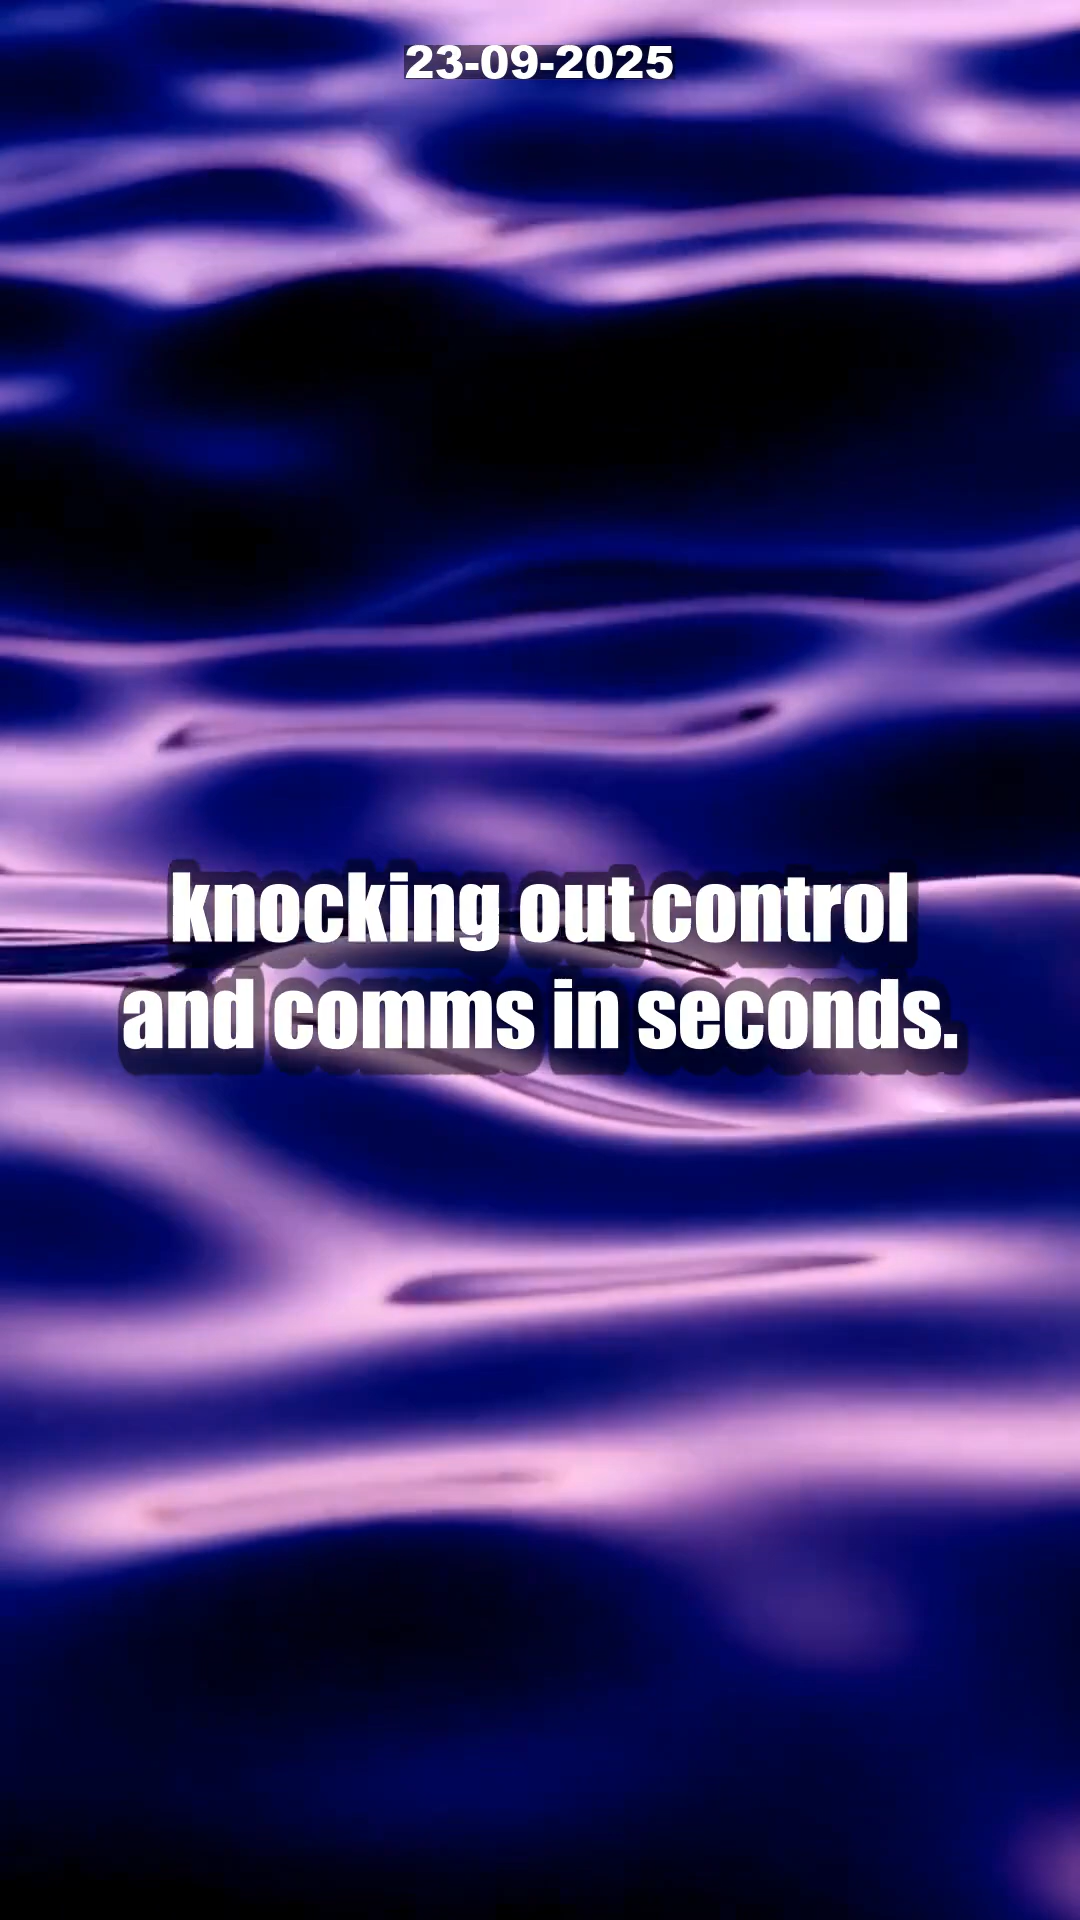 23-09-2025
knocking out control
and comms in seconds.